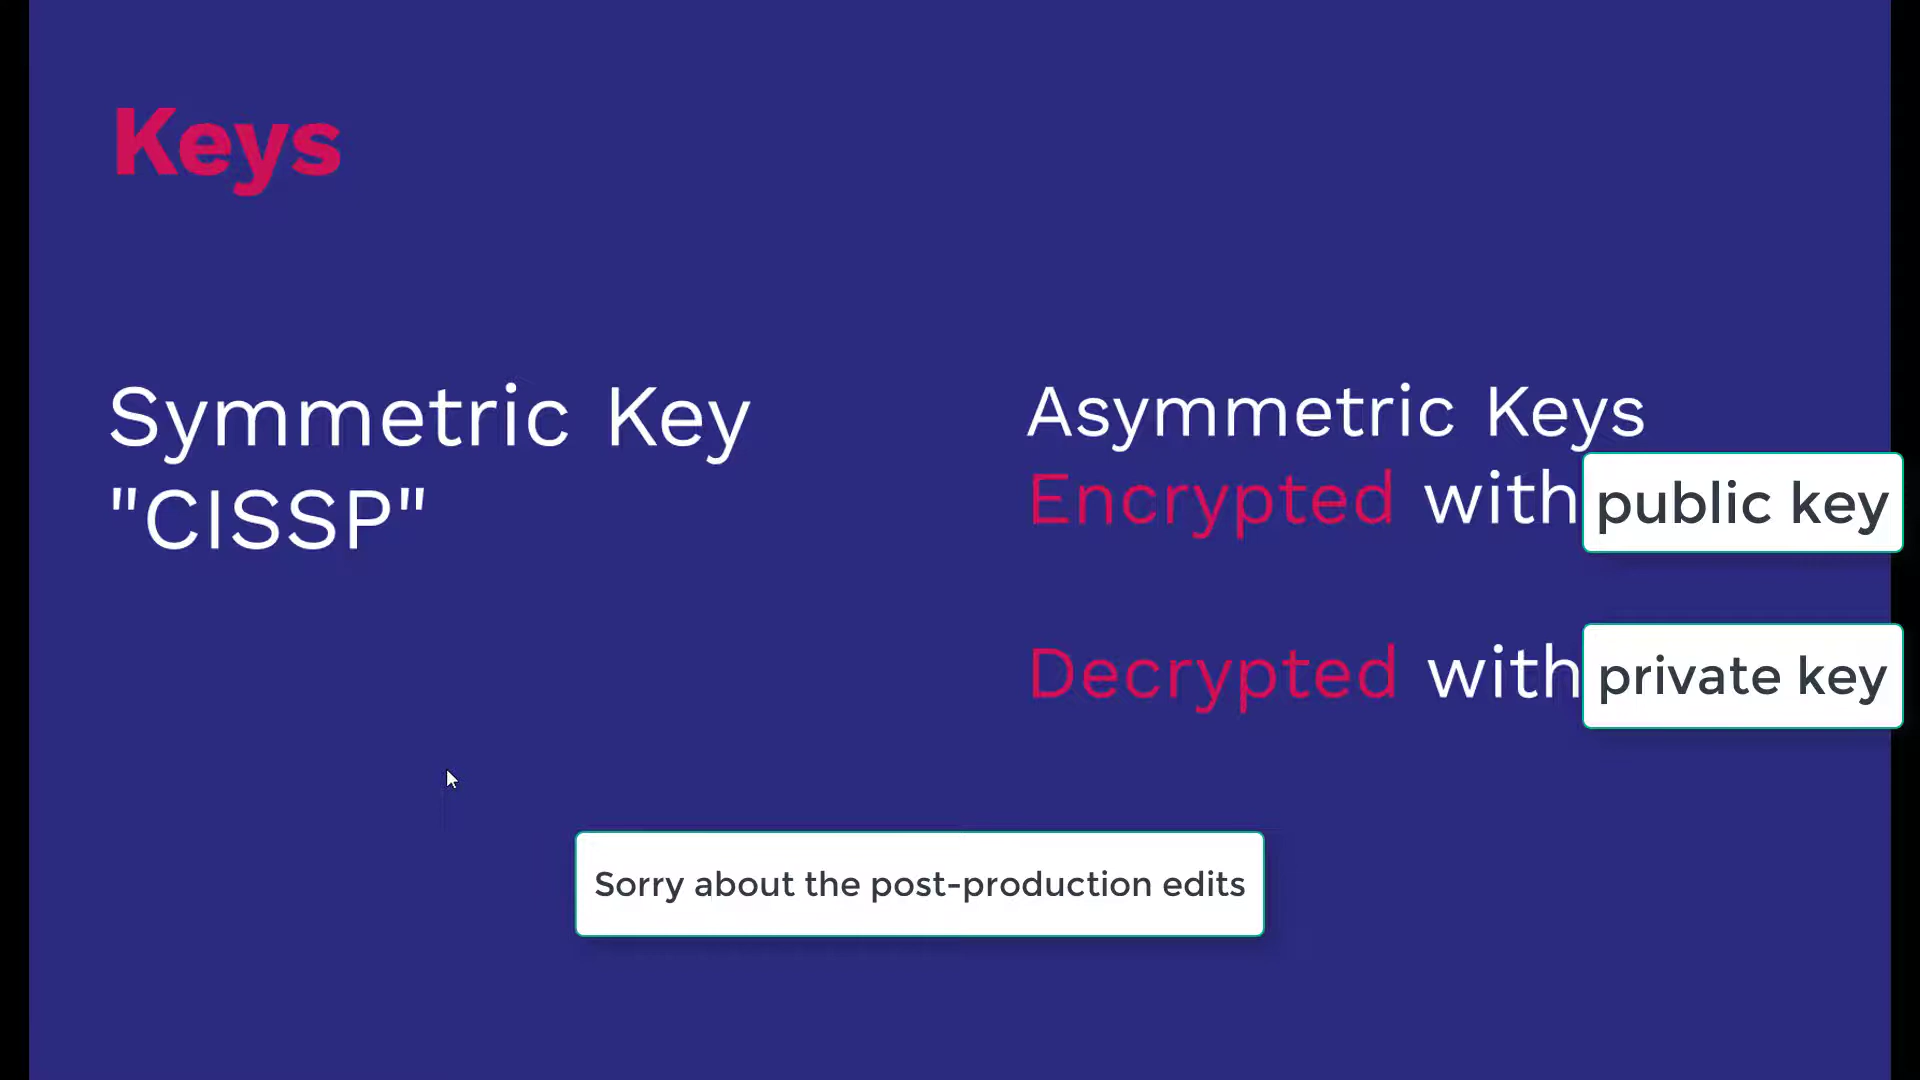 Keys
Symmetric Key
"CISSP"
Asymmetric Keys
Encrypted with public key
Decrypted with private key
Sorry about the post-production edits